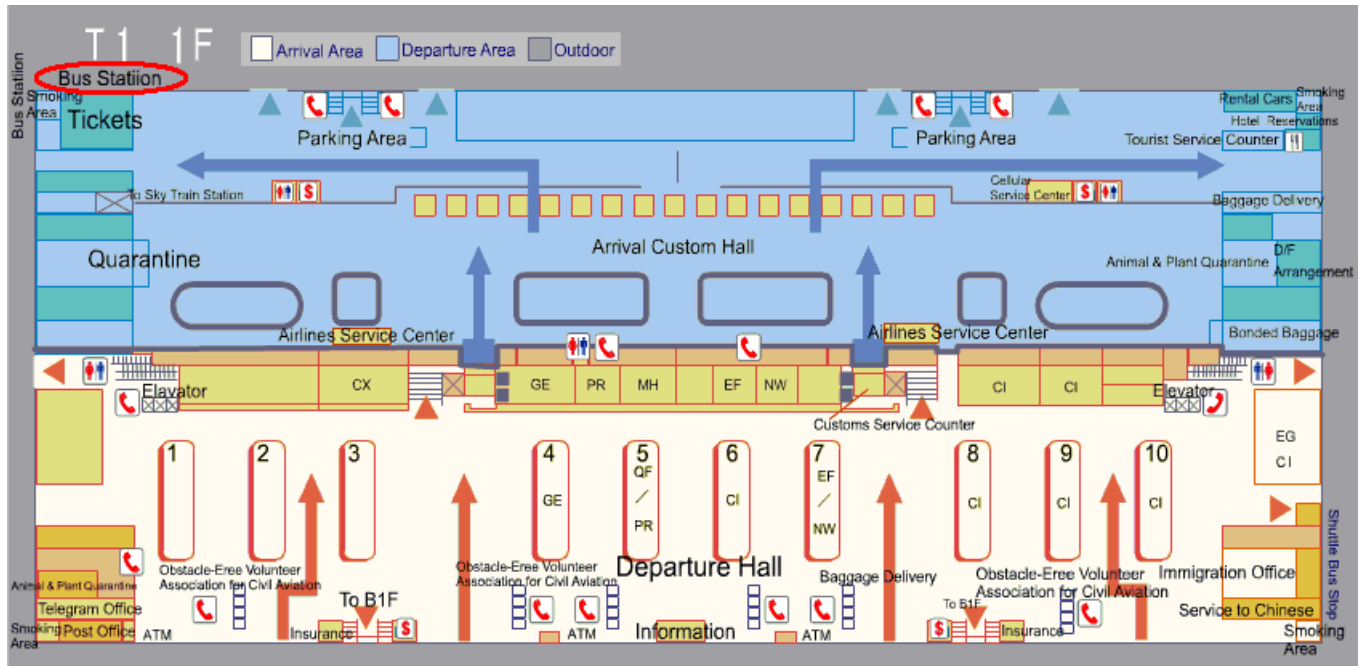 T1 1F
Arrival Area
Departure Area
Outdoor
Bus Statiion
Bus Station
Smoking
Area
Tickets
Parking Area
Parking Area
Rental Cars
Smoking
Area
Hotel Reservations
Tourist Service Counter
To Sky Train Station
$
Cellular
Service Center
$
Baggage Delivery
Quarantine
Arrival Custom Hall
Animal & Plant Quarantine
D/F
Arrangement
Airlines Service Center
Airlines Service Center
Bonded Baggage
Elavator
CX
GE
PR
MH
EF
NW
CI
CI
Elevator
Customs Service Counter
EG
CI
1
2
3
4
GE
5
QF
/
PR
6
CI
7
EF
/
NW
8
CI
9
CI
10
CI
Obstacle-Eree Volunteer
Association for Civil Aviation
Obstacle-Eree Volunteer
Association for Civil Aviation
Departure Hall
Baggage Delivery
Obstacle-Eree Volunteer
Association for Civil Aviation
Immigration Office
Animal & Plant Quarantine
Telegram Office
Service to Chinese
Shuttle Bus Stop
Smoking
Area
Post Office
ATM
Insurance
To B1F
$
ATM
Information
ATM
$
To B1F
Insurance
Smoking
Area